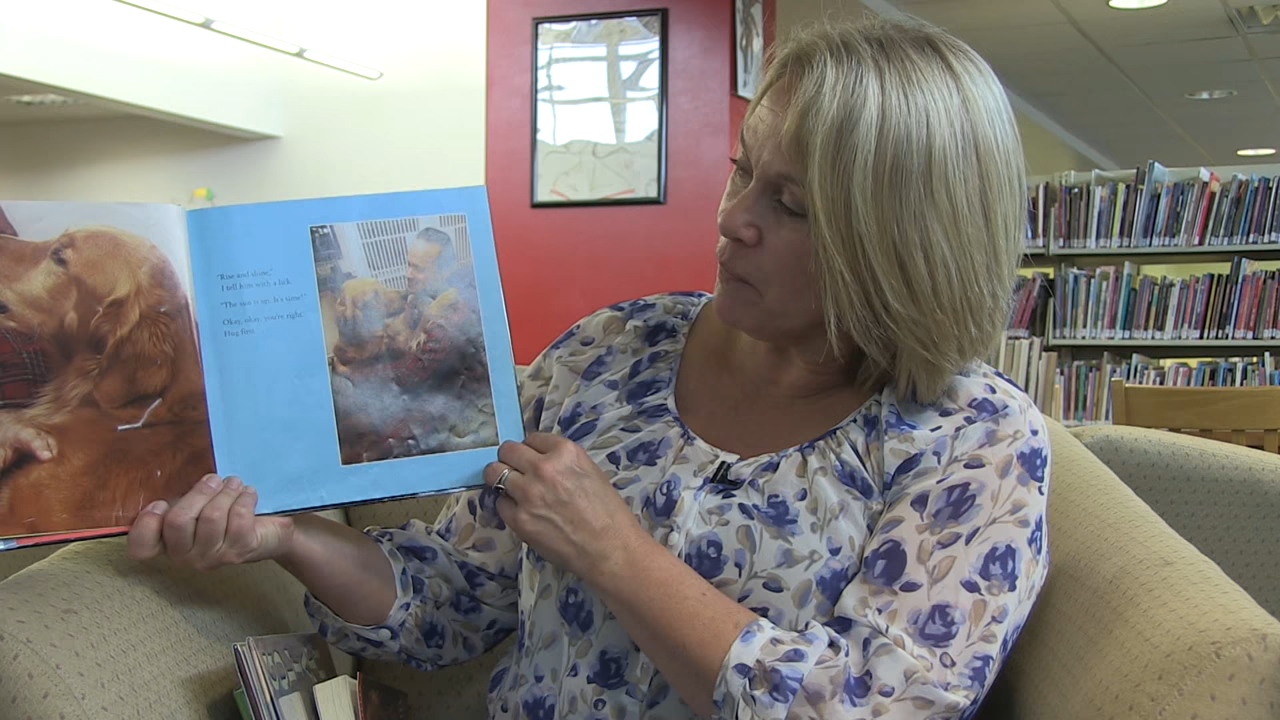 "Rise and shine,"
I tell him with a lick.
"The sun is up. It's time!"
Okay, okay, you're right.
Hug first.